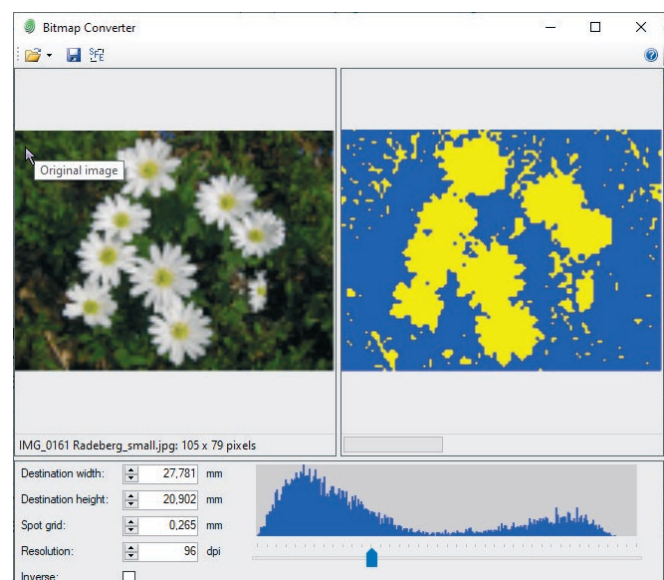 Bitmap Converter
SFE
Original image
IMG_0161 Radeberg_small.jpg: 105 x 79 pixels
Destination width: 27,781 mm
Destination height: 20,902 mm
Spot grid: 0,265 mm
Resolution: 96 dpi
Inverse: